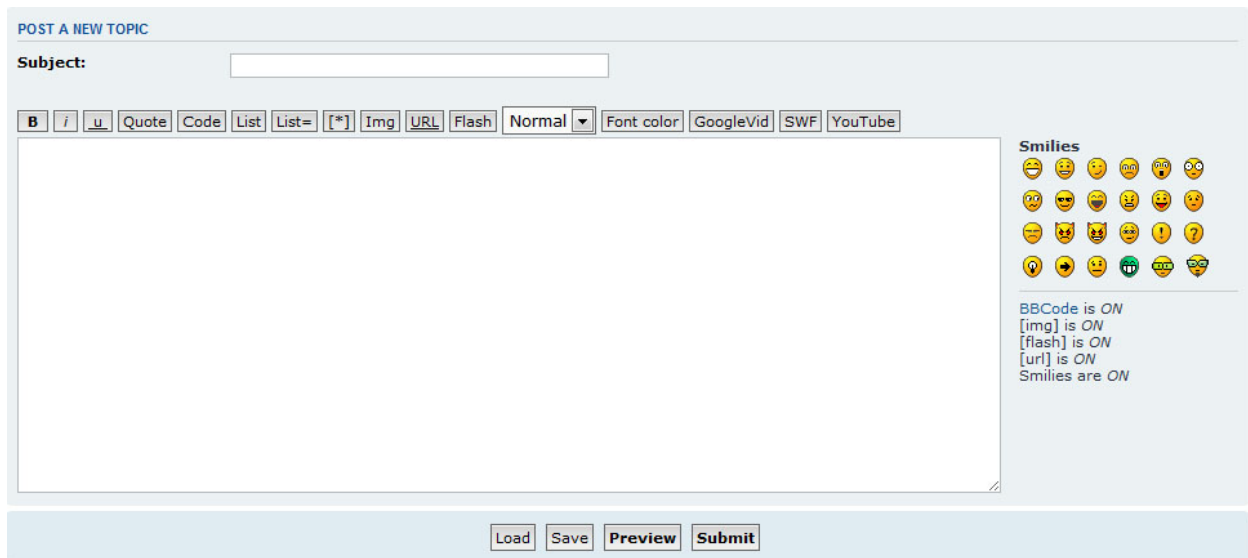 POST A NEW TOPIC
Subject:
B i u Quote Code List List= [*] Img URL Flash Normal Font color GoogleVid SWF YouTube
Smilies
BBCode is ON
[img] is ON
[flash] is ON
[url] is ON
Smilies are ON
Load Save Preview Submit